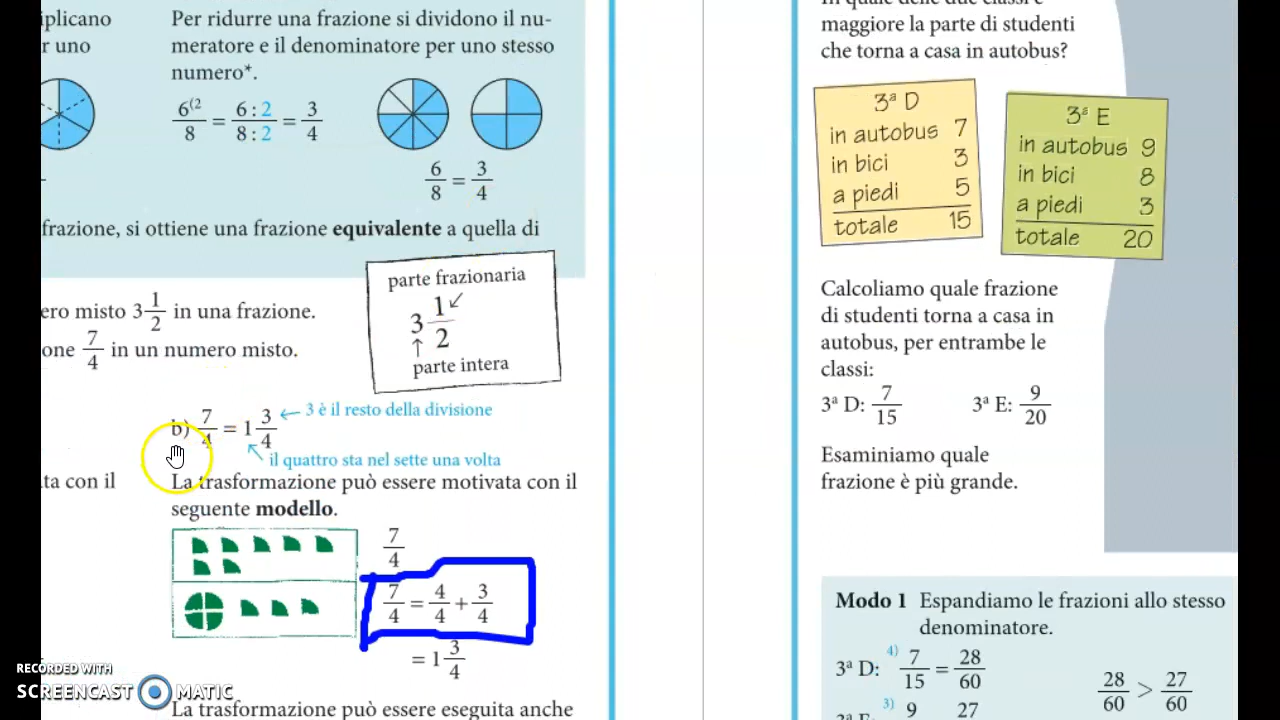 iplicano
r uno
Per ridurre una frazione si dividono il nu-
meratore e il denominatore per uno stesso
numero*.
6(2/8 = 6 : 2/8 : 2 = 3/4
6/8 = 3/4
frazione, si ottiene una frazione equivalente a quella di
ero misto 3 1/2 in una frazione.
one 7/4 in un numero misto.
parte frazionaria
3 1/2
parte intera
b) 7/4 = 1 3/4 ← 3 è il resto della divisione
il quattro sta nel sette una volta
ta con il
La trasformazione può essere motivata con il
seguente modello.
7/4
7/4 = 4/4 + 3/4
= 1 3/4
La trasformazione può essere eseguita anche
maggiore la parte di studenti
che torna a casa in autobus?
3ª D
in autobus 7
in bici 3
a piedi 5
totale 15
3ª E
in autobus 9
in bici 8
a piedi 3
totale 20
Calcoliamo quale frazione
di studenti torna a casa in
autobus, per entrambe le
classi:
3ª D: 7/15 3ª E: 9/20
Esaminiamo quale
frazione è più grande.
Modo 1 Espandiamo le frazioni allo stesso
denominatore.
3ª D: 4) 7/15 = 28/60
28/60 > 27/60
3) 9 27
RECORDED WITH
SCREENCAST MATIC